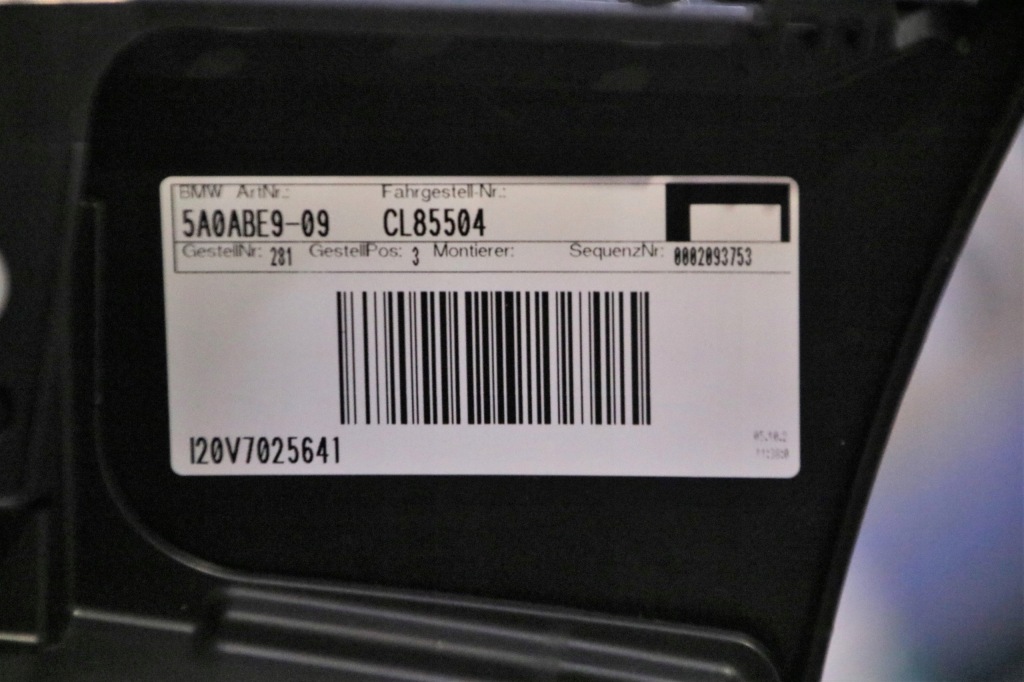 BMW ArtNr.: Fahrgestell-Nr.:
5A0ABE9-09 CL85504
GestellNr: 281 GestellPos: 3 Montierer: SequenzNr: 0002093753
I20V7025641